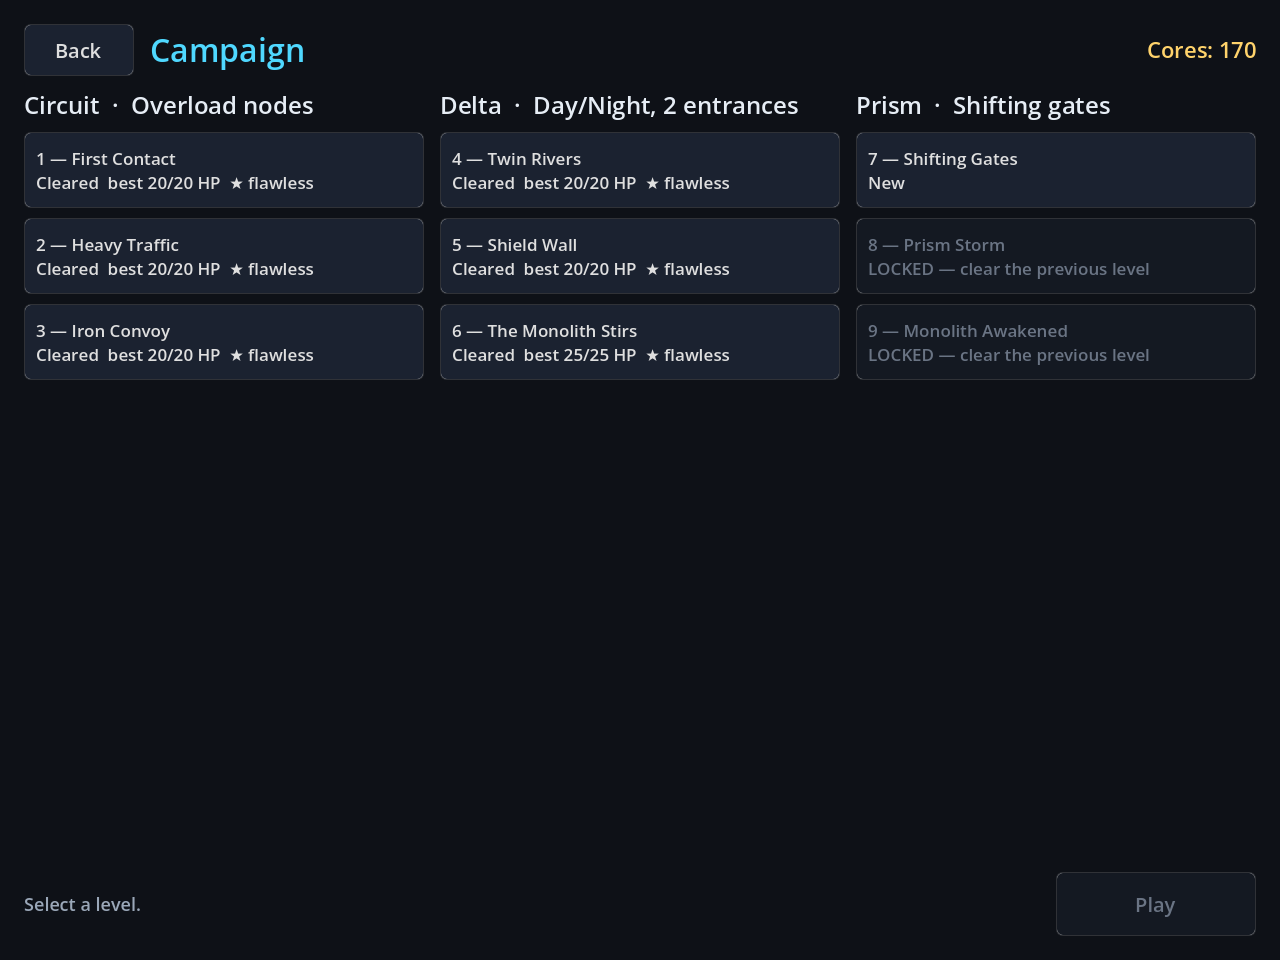 Back
Campaign
Cores: 170
Circuit · Overload nodes
1 — First Contact
Cleared best 20/20 HP ★ flawless
2 — Heavy Traffic
Cleared best 20/20 HP ★ flawless
3 — Iron Convoy
Cleared best 20/20 HP ★ flawless
Delta · Day/Night, 2 entrances
4 — Twin Rivers
Cleared best 20/20 HP ★ flawless
5 — Shield Wall
Cleared best 20/20 HP ★ flawless
6 — The Monolith Stirs
Cleared best 25/25 HP ★ flawless
Prism · Shifting gates
7 — Shifting Gates
New
8 — Prism Storm
LOCKED — clear the previous level
9 — Monolith Awakened
LOCKED — clear the previous level
Select a level.
Play